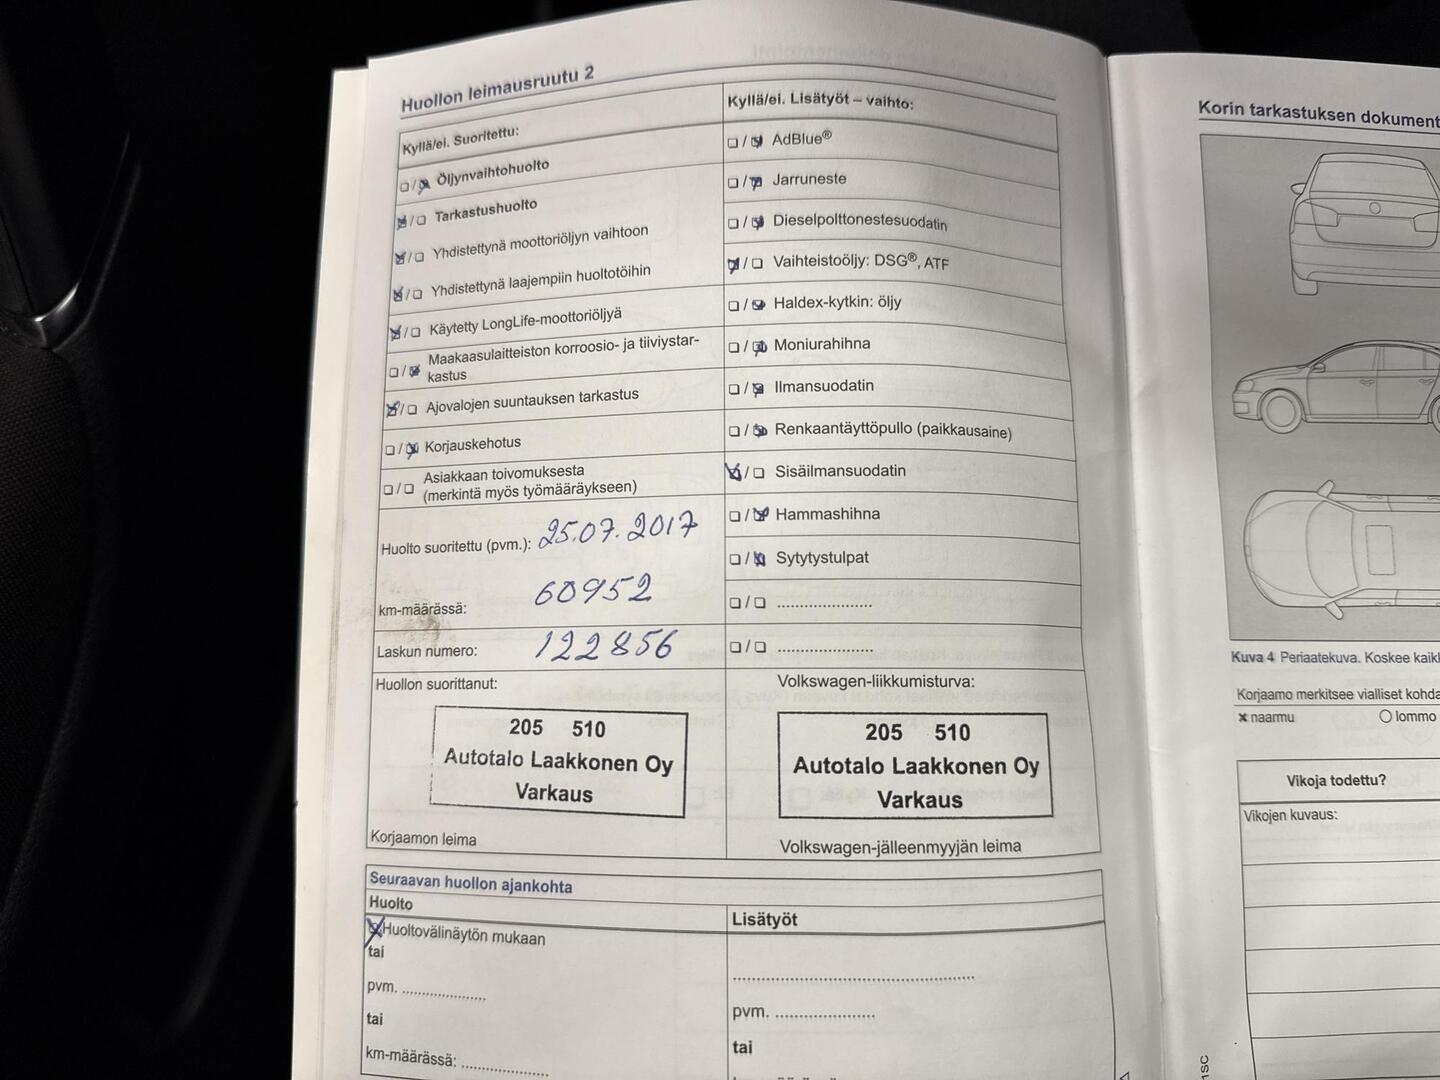 Huollon leimausruutu 2
Kyllä/ei. Suoritettu:
❏/❏ Öljynvaihtohuolto
❏/❏ Tarkastushuolto
❏/❏ Yhdistettynä moottoriöljyn vaihtoon
❏/❏ Yhdistettynä laajempiin huoltotöihin
❏/❏ Käytetty LongLife-moottoriöljyä
❏/❏ Maakaasulaitteiston korroosio- ja tiiviystar-
kastus
❏/❏ Ajovalojen suuntauksen tarkastus
❏/❏ Korjauskehotus
❏/❏ Asiakkaan toivomuksesta
(merkintä myös työmääräykseen)
Huolto suoritettu (pvm.): 25.07.2017
km-määrässä: 60952
Laskun numero: 122856
Huollon suorittanut:
205 510
Autotalo Laakkonen Oy
Varkaus
Korjaamon leima
Kyllä/ei. Lisätyöt – vaihto:
❏/❏ AdBlue®
❏/❏ Jarruneste
❏/❏ Dieselpolttonestesuodatin
❏/❏ Vaihteistoöljy: DSG®, ATF
❏/❏ Haldex-kytkin: öljy
❏/❏ Moniurahihna
❏/❏ Ilmansuodatin
❏/❏ Renkaantäyttöpullo (paikkausaine)
❏/❏ Sisäilmansuodatin
❏/❏ Hammashihna
❏/❏ Sytytystulpat
❏/❏ ......................
❏/❏ ......................
Volkswagen-liikkumisturva:
205 510
Autotalo Laakkonen Oy
Varkaus
Volkswagen-jälleenmyyjän leima
Seuraavan huollon ajankohta
Huolto
Huoltovälinäytön mukaan
tai
pvm. ....................
tai
km-määrässä: ....................
Lisätyöt
........................................................
pvm. .......................
tai
Korin tarkastuksen dokument
Kuva 4 Periaatekuva. Koskee kaikk
Korjaamo merkitsee vialliset kohda
× naarmu ○ lommo
Vikoja todettu?
Vikojen kuvaus:
1SC